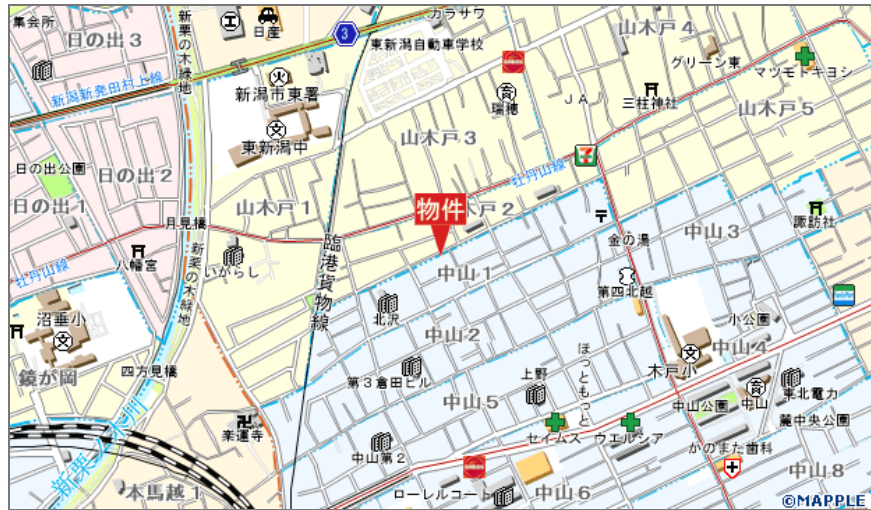 集会所
日産
3
カラサワ
山木戸4
日の出3
東新潟自動車学校
グリーン東
マツモトキヨシ
新栗の木緑地
新潟新発田村上線
新潟市東署
瑞穂
JA
三柱神社
山木戸5
東新潟中
山木戸3
7
日の出公園
日の出2
牡丹山線
日の出1
山木戸1
物件
木戸2
中山3
諏訪社
月見橋
金の湯
牡丹山線
八幡宮
新栗の木緑地
いがらし
臨港貨物線
中山1
第四北越
沼垂小
北沢
中山2
小公園
鏡が岡
四方見橋
第3倉田ビル
上野
ほっともっと
木戸小
中山4
中山5
中山公園
中山
東北電力
麓中央公園
楽運寺
中山第2
セイムス
ウエルシア
かのまた歯科
本馬越1
ローレルコート
中山6
中山8
©MAPPLE